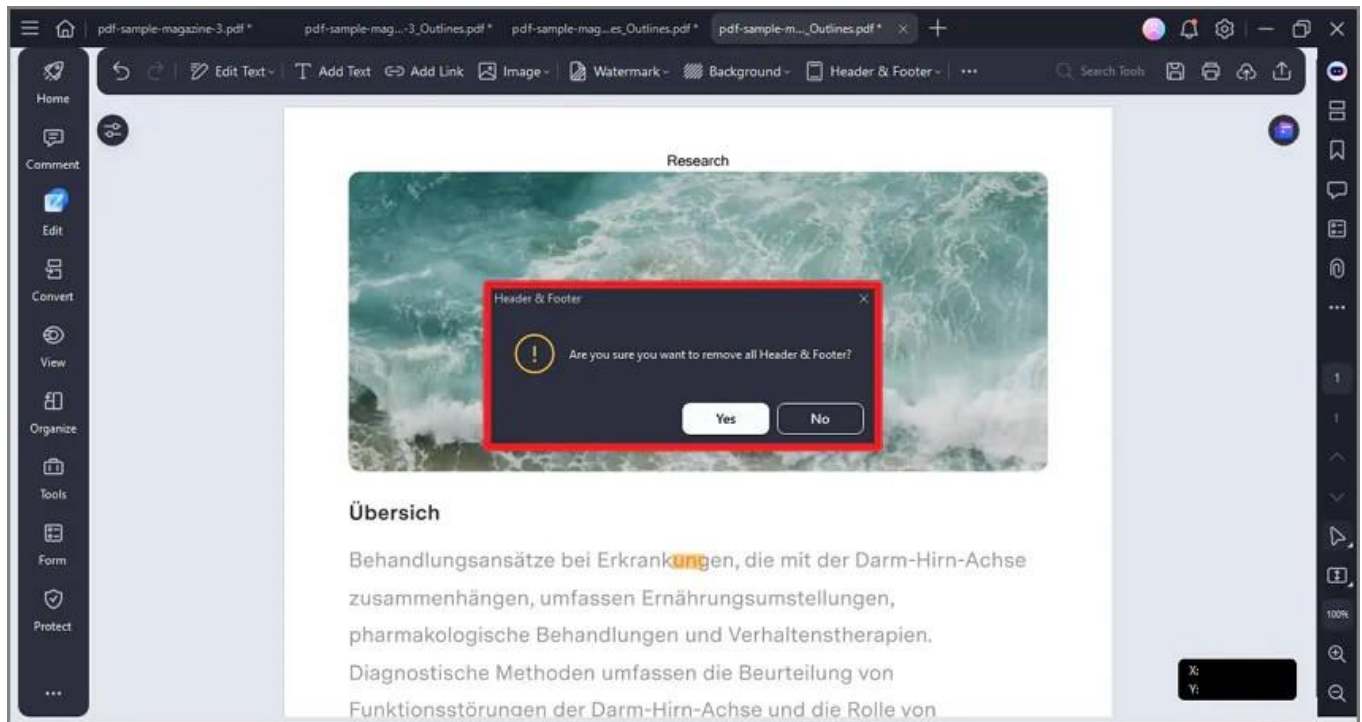 pdf-sample-magazine-3.pdf *
pdf-sample-mag...-3_Outlines.pdf *
pdf-sample-mag...es_Outlines.pdf *
pdf-sample-m..._Outlines.pdf *
Edit Text
Add Text
Add Link
Image
Watermark
Background
Header & Footer
Search Tools
Home
Comment
Edit
Convert
View
Organize
Tools
Form
Protect
Research
Header & Footer
Are you sure you want to remove all Header & Footer?
Yes
No
Übersich
Behandlungsansätze bei Erkrankungen, die mit der Darm-Hirn-Achse
zusammenhängen, umfassen Ernährungsumstellungen,
pharmakologische Behandlungen und Verhaltenstherapien.
Diagnostische Methoden umfassen die Beurteilung von
Funktionsstörungen der Darm-Hirn-Achse und die Rolle von
1
1
100%
X:
Y: